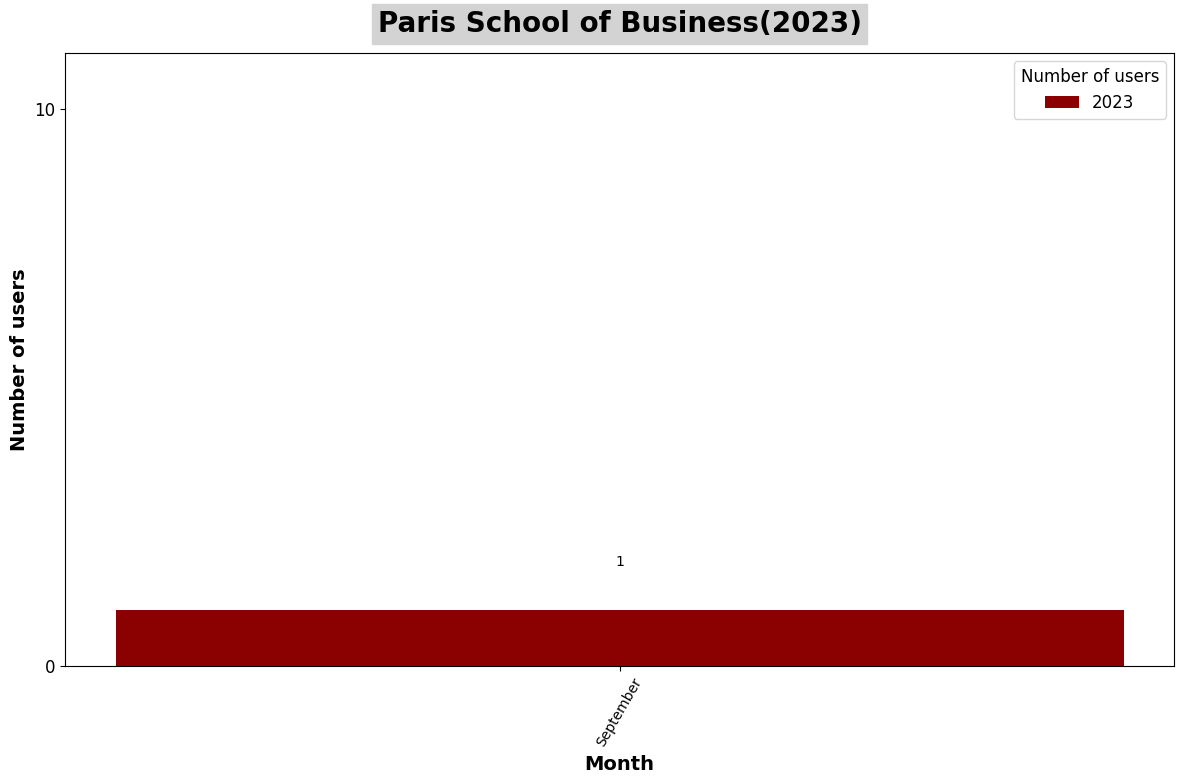 Paris School of Business(2023)
Number of users
2023
10
Number of users
1
0
September
Month